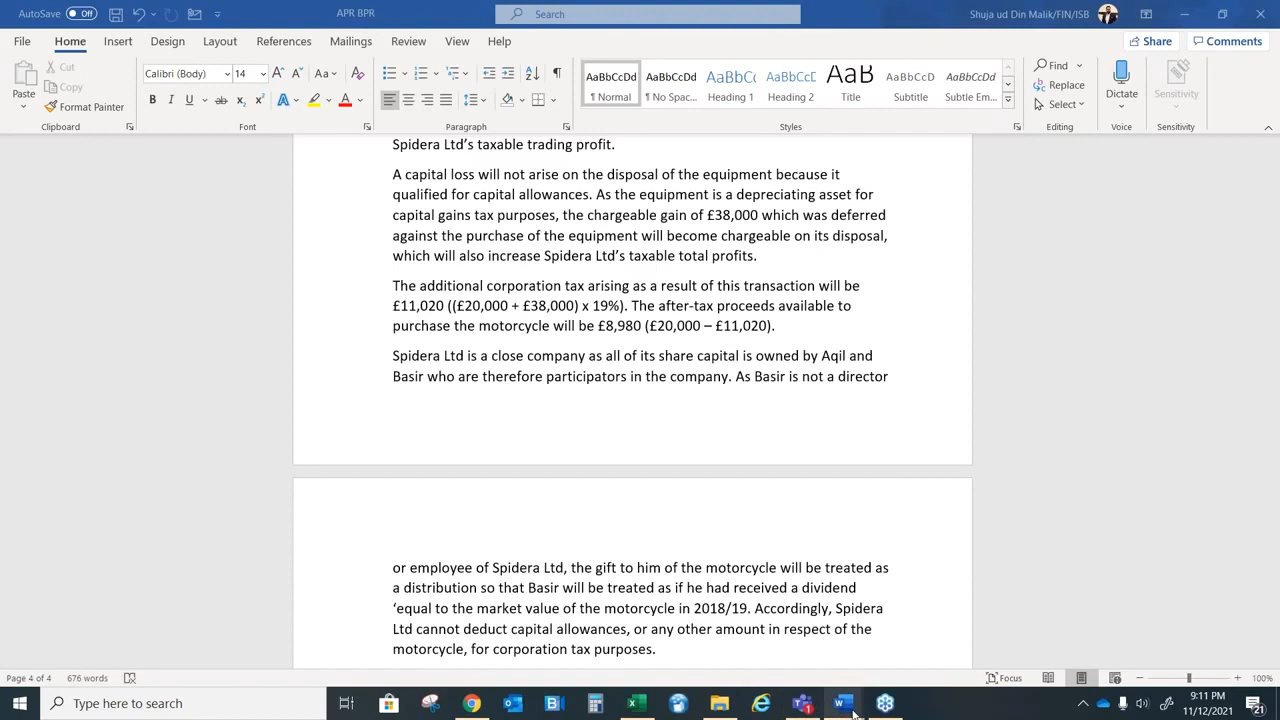 AutoSave Off APR BPR Search Shuja ud Din Malik/FIN/ISB
File Home Insert Draw Design Layout References Mailings Review View Help Share Comments
Paste Cut Copy Format Painter
Calibri (Body) 14
AaBbCcDd AaBbCcDd AaBbCc AaBbCcE AaB AaBbCcD AaBbCcDd
¶ Normal ¶ No Spac... Heading 1 Heading 2 Title Subtitle Subtle Em...
Find Replace Select Dictate Sensitivity
Clipboard Font Paragraph Styles Editing Voice Sensitivity
Spidera Ltd's taxable trading profit.
A capital loss will not arise on the disposal of the equipment because it
qualified for capital allowances. As the equipment is a depreciating asset for
capital gains tax purposes, the chargeable gain of £38,000 which was deferred
against the purchase of the equipment will become chargeable on its disposal,
which will also increase Spidera Ltd's taxable total profits.
The additional corporation tax arising as a result of this transaction will be
£11,020 ((£20,000 + £38,000) x 19%). The after-tax proceeds available to
purchase the motorcycle will be £8,980 (£20,000 – £11,020).
Spidera Ltd is a close company as all of its share capital is owned by Aqil and
Basir who are therefore participators in the company. As Basir is not a director
or employee of Spidera Ltd, the gift to him of the motorcycle will be treated as
a distribution so that Basir will be treated as if he had received a dividend
‘equal to the market value of the motorcycle in 2018/19. Accordingly, Spidera
Ltd cannot deduct capital allowances, or any other amount in respect of the
motorcycle, for corporation tax purposes.
Page 4 of 4 676 words Focus 100%
Type here to search
9:11 PM
11/12/2021
21